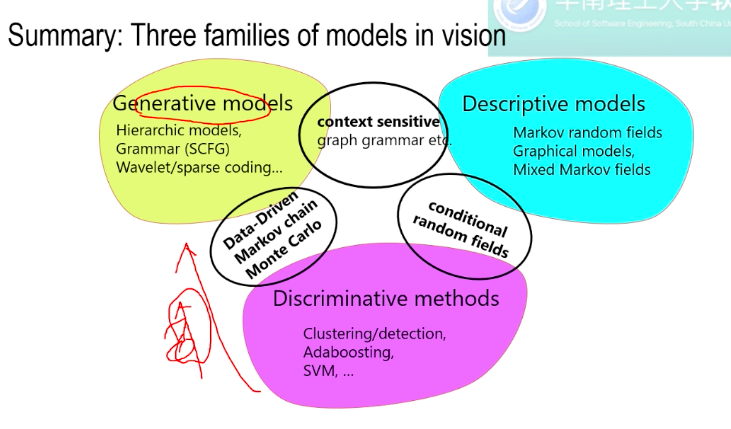 华南理工大学软
School of Software Engineering, South China Un
Summary: Three families of models in vision
Generative models
Hierarchic models,
Grammar (SCFG)
Wavelet/sparse coding...
context sensitive
graph grammar etc.
Descriptive models
Markov random fields
Graphical models,
Mixed Markov fields
Data-Driven
Markov chain
Monte Carlo
conditional
random fields
Discriminative methods
Clustering/detection,
Adaboosting,
SVM, ...